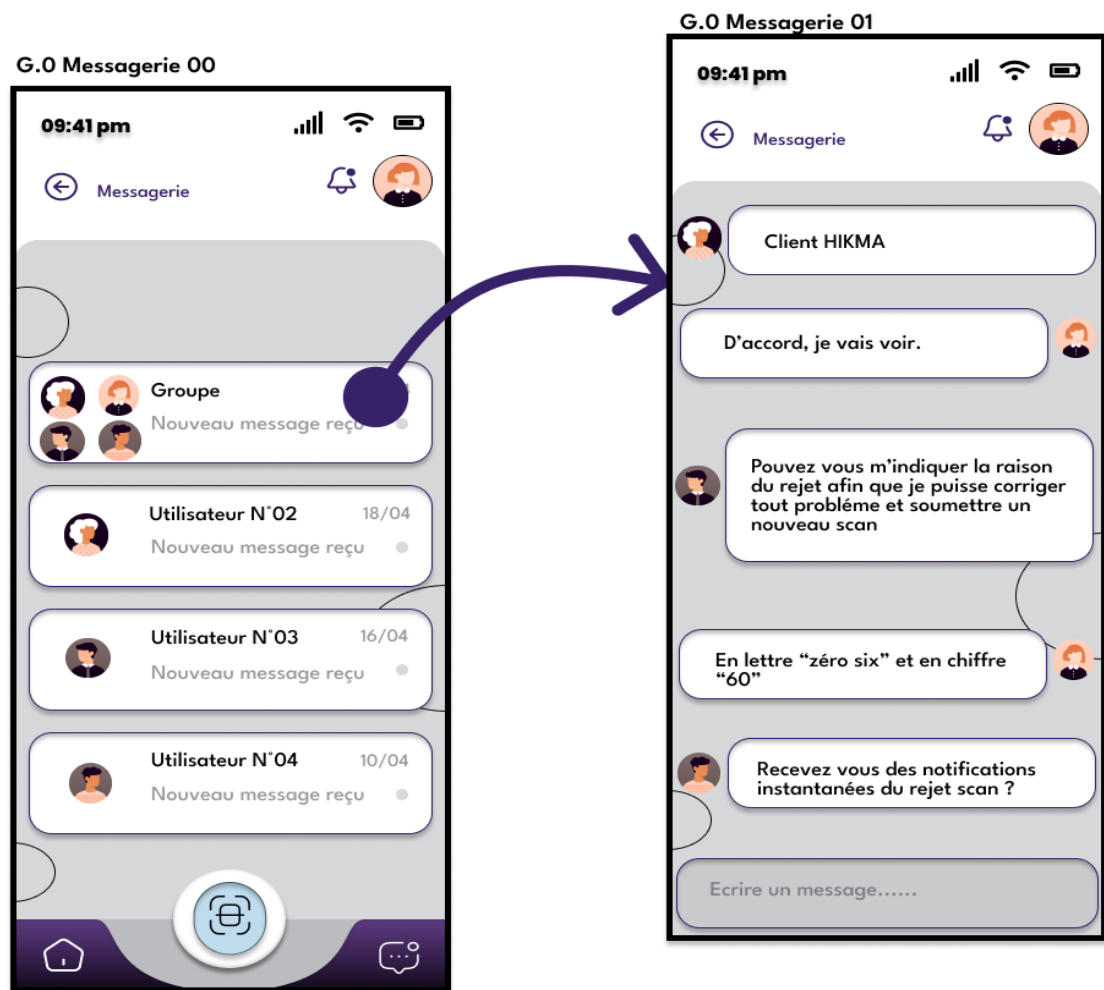 G.0 Messagerie 00
09:41 pm
Messagerie
Groupe
Nouveau message reçu
Utilisateur N°02
18/04
Nouveau message reçu
Utilisateur N°03
16/04
Nouveau message reçu
Utilisateur N°04
10/04
Nouveau message reçu
G.0 Messagerie 01
09:41 pm
Messagerie
Client HIKMA
D’accord, je vais voir.
Pouvez vous m’indiquer la raison
du rejet afin que je puisse corriger
tout probléme et soumettre un
nouveau scan
En lettre “zéro six” et en chiffre
“60”
Recevez vous des notifications
instantanées du rejet scan ?
Ecrire un message......